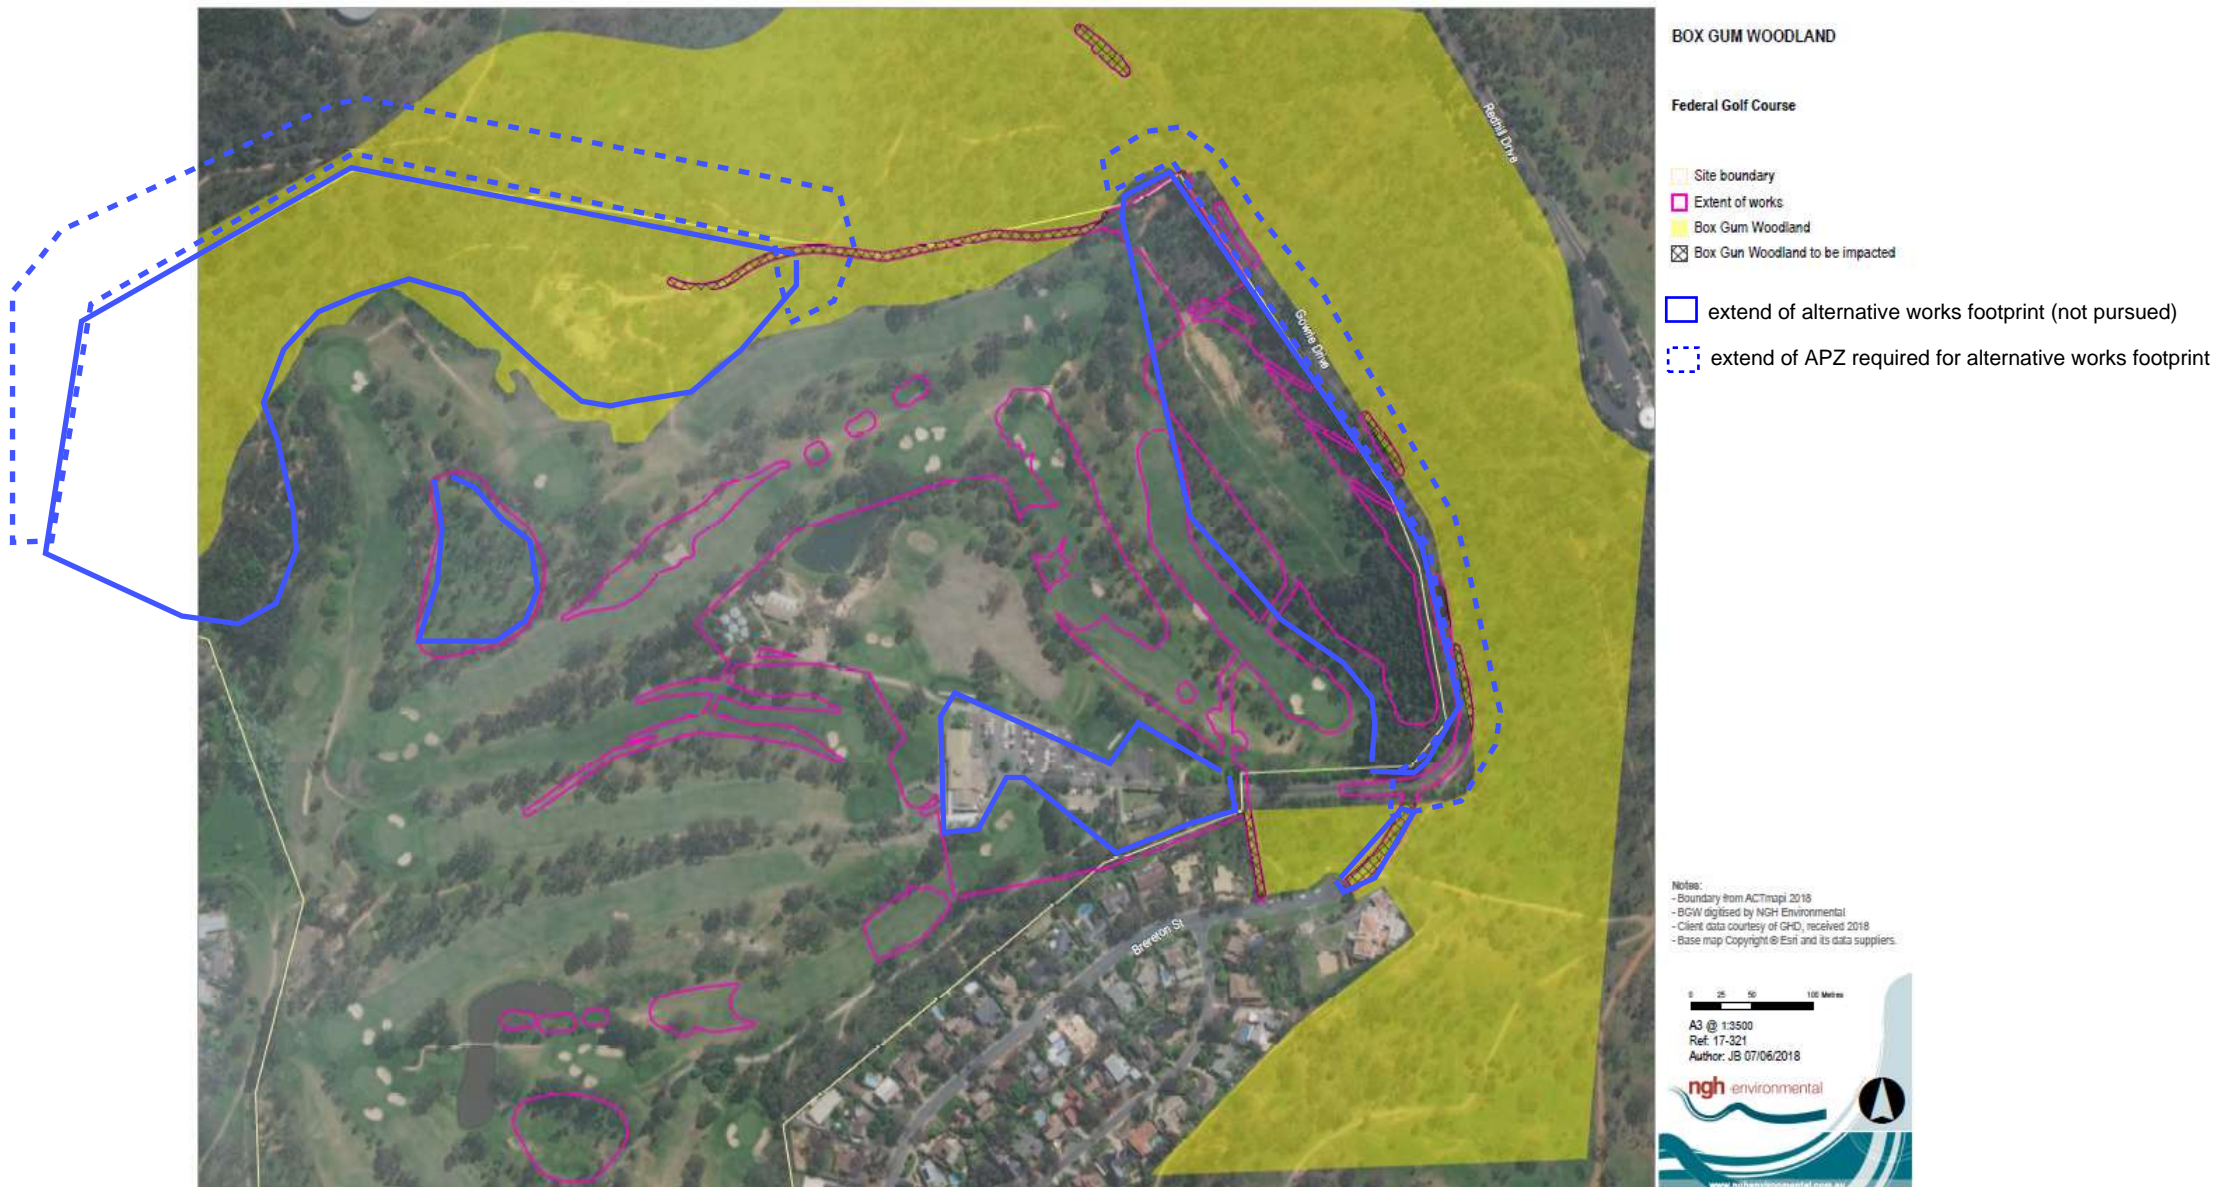 BOX GUM WOODLAND
Federal Golf Course
Site boundary
Extent of works
Box Gum Woodland
Box Gun Woodland to be impacted
extend of alternative works footprint (not pursued)
extend of APZ required for alternative works footprint
Redhill Drive
Gowrie Drive
Brereton St
Notes:
- Boundary from ACTmapi 2018
- BGW digitised by NGH Environmental
- Client data courtesy of GHD, received 2018
- Base map Copyright © Esri and its data suppliers.
0 25 50 100 Metres
A3 @ 1:3500
Ref: 17-321
Author: JB 07/06/2018
ngh environmental
www.nghenvironmental.com.au